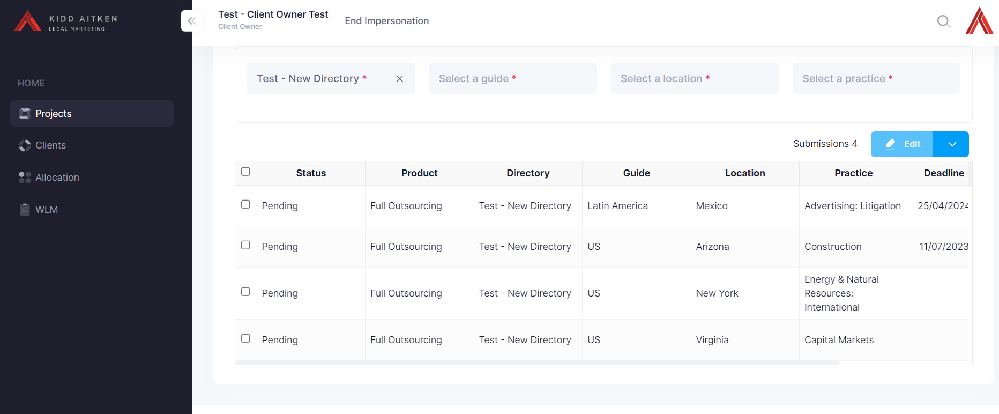 KIDD AITKEN
LEGAL MARKETING
Test - Client Owner Test
Client Owner
End Impersonation
HOME
Projects
Clients
Allocation
WLM
Test - New Directory *
Select a guide *
Select a location *
Select a practice *
Submissions 4
Edit
Status Product Directory Guide Location Practice Deadline
Pending Full Outsourcing Test - New Directory Latin America Mexico Advertising: Litigation 25/04/2024
Pending Full Outsourcing Test - New Directory US Arizona Construction 11/07/2023
Pending Full Outsourcing Test - New Directory US New York Energy & Natural
Resources:
International
Pending Full Outsourcing Test - New Directory US Virginia Capital Markets